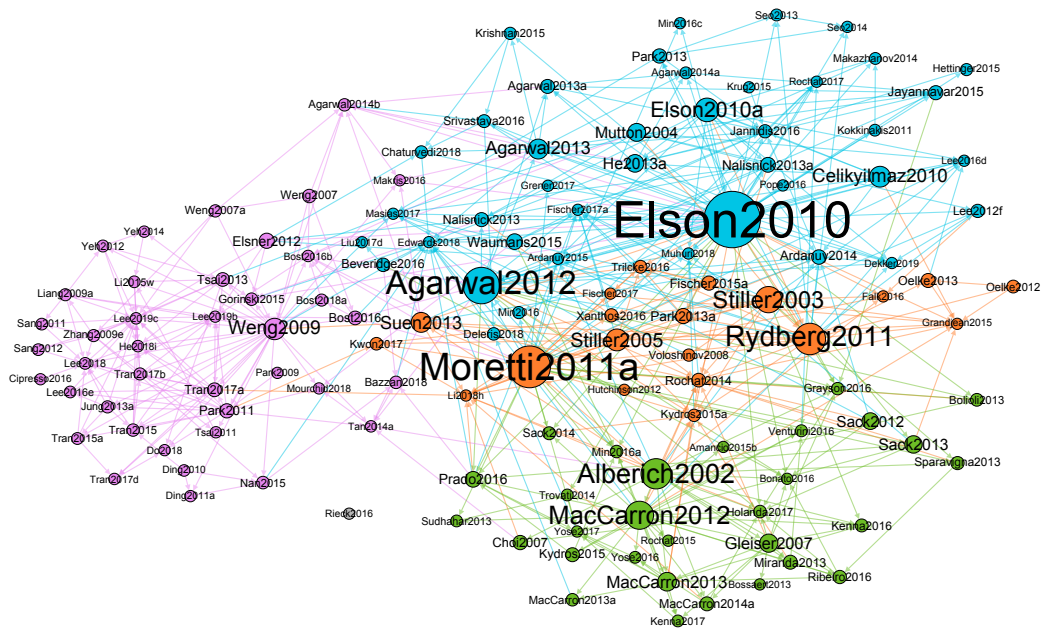 Min2016c
Seo2013
Seo2014
Krishnan2015
Park2013
Makazhanov2014
Agarwal2014a
Hettinger2015
Rochat2017
Agarwal2013a
Krug2015
Jayannavar2015
Agarwal2014b
Elson2010a
Srivastava2016
Mutton2004
Jannidis2016
Kokkinakis2011
Agarwal2013
Chaturvedi2018
He2013a
Nalisnick2013a
Lee2016d
Makris2016
Celikyilmaz2010
Grener2017
Pope2016
Weng2007
Weng2007a
Masias2017
Nalisnick2013
Fischer2017a
Elson2010
Lee2012f
Yeh2014
Yeh2012
Elsner2012
Liu2017d
Edwards2018
Waumans2015
Muhuri2018
Bost2016b
Beveridge2016
Ardanuy2015
Ardanuy2014
Dekker2019
Trilcke2016
Li2015w
Tsai2013
Agarwal2012
Fischer2015a
Oelke2013
Oelke2012
Liang2009a
Gorinski2015
Bost2018a
Fischer2017
Stiller2003
Falk2016
Sang2011
Lee2019c
Lee2019b
Weng2009
Bost2016
Suen2013
Min2016
Xanthos2016
Park2013a
Grandjean2015
Zhang2009e
Deleris2018
Stiller2005
Rydberg2011
Sang2012
He2018i
Kwon2017
Voloshinov2008
Lee2018
Moretti2011a
Cipresso2016
Tran2017b
Park2009
Bazzan2018
Rochat2014
Lee2016e
Tran2017a
Mourchid2018
Hutchinson2012
Grayson2016
Li2018h
Bolioli2013
Jung2013a
Park2011
Kydros2015a
Tran2015
Tsai2011
Tan2014a
Sack2014
Venturini2016
Sack2012
Tran2015a
Amancio2015b
Sack2013
Do2018
Min2016a
Ding2010
Sparavigna2013
Tran2017d
Nan2015
Prado2016
Alberich2002
Bonato2016
Ding2011a
Trovati2014
Rieck2016
Sudhahar2013
MacCarron2012
Holanda2017
Kenna2016
Yose2017
Choi2007
Rochat2015
Gleiser2007
Kydros2015
Yose2016
Miranda2013
MacCarron2013
Bossaert2013
Ribeiro2016
MacCarron2013a
MacCarron2014a
Kenna2017